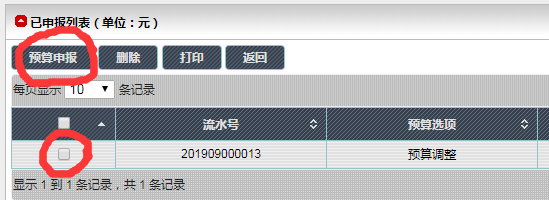 已申报列表（单位：元）
预算申报 删除 打印 返回
每页显示 10 条记录
流水号 预算选项
201909000013 预算调整
显示 1 到 1 条记录，共 1 条记录